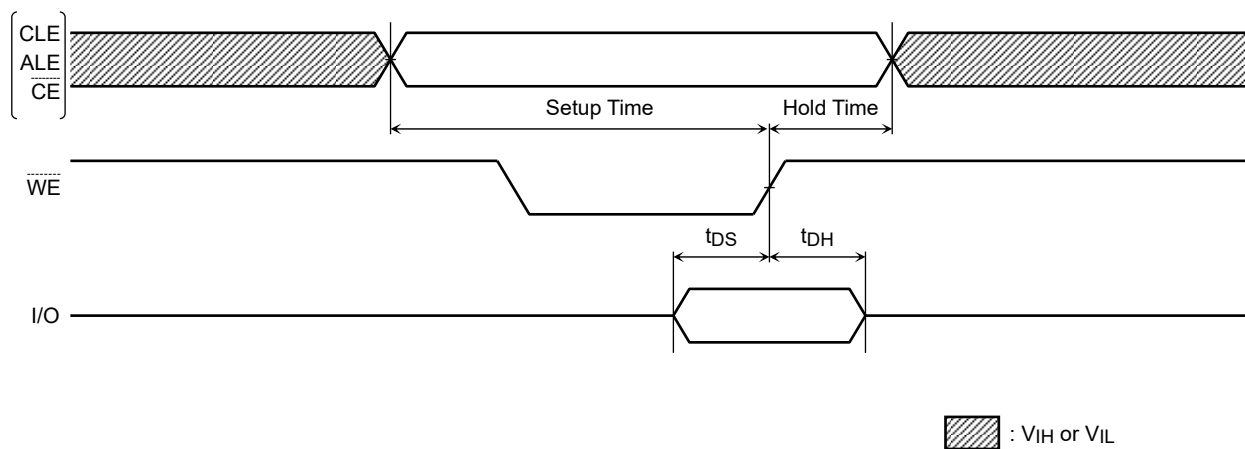 CLE
ALE
CE
Setup Time
Hold Time
WE
tDS
tDH
I/O
: VIH or VIL